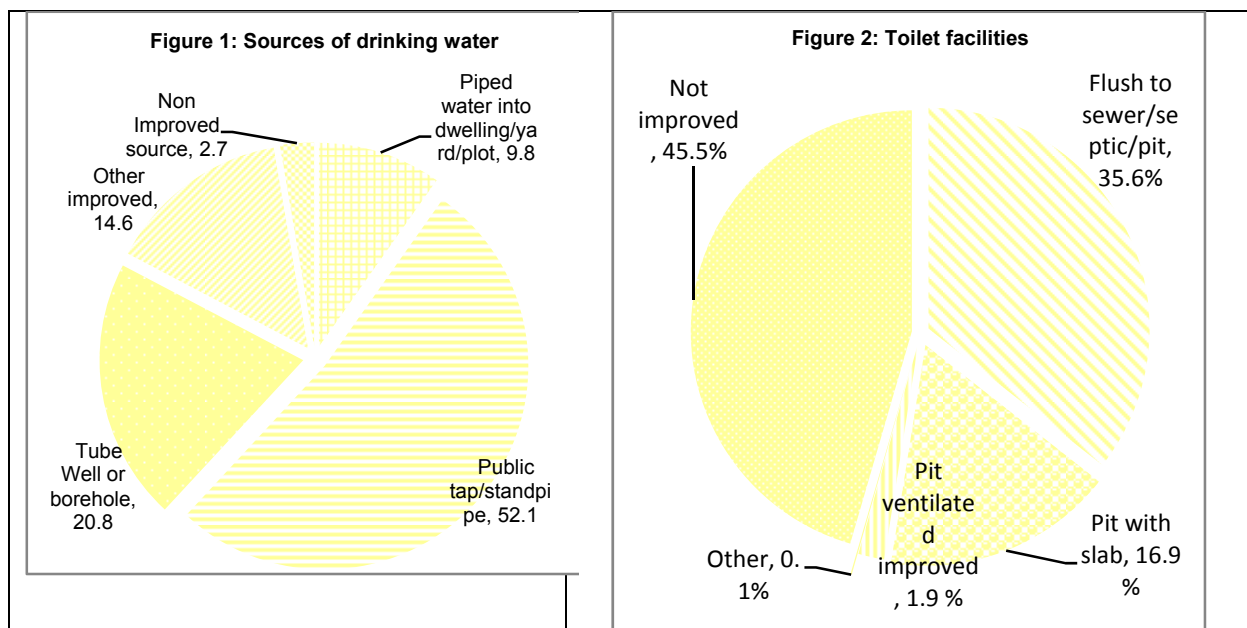 Figure 1: Sources of drinking water
Non
Improved
source, 2.7
Piped
water into
dwelling/ya
rd/plot, 9.8
Other
improved,
14.6
Tube
Well or
borehole,
20.8
Public
tap/standpi
pe, 52.1
Figure 2: Toilet facilities
Not
improved
, 45.5%
Flush to
sewer/se
ptic/pit,
35.6%
Pit
ventilate
d
improved
, 1.9 %
Other, 0.
1%
Pit with
slab, 16.9
%